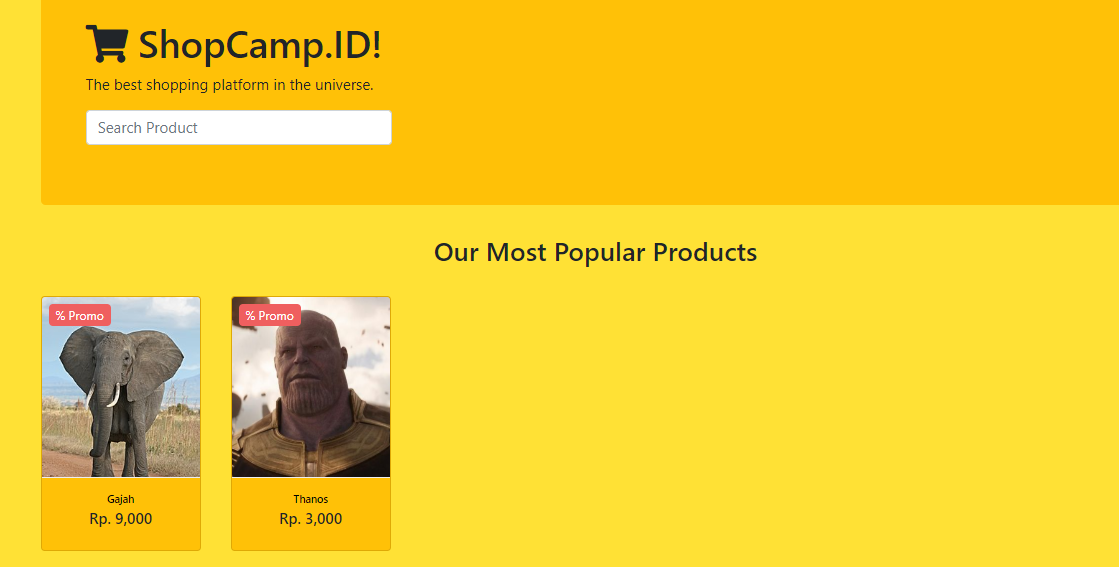 ShopCamp.ID!
The best shopping platform in the universe.
Search Product
Our Most Popular Products
% Promo
% Promo
Gajah
Rp. 9,000
Thanos
Rp. 3,000